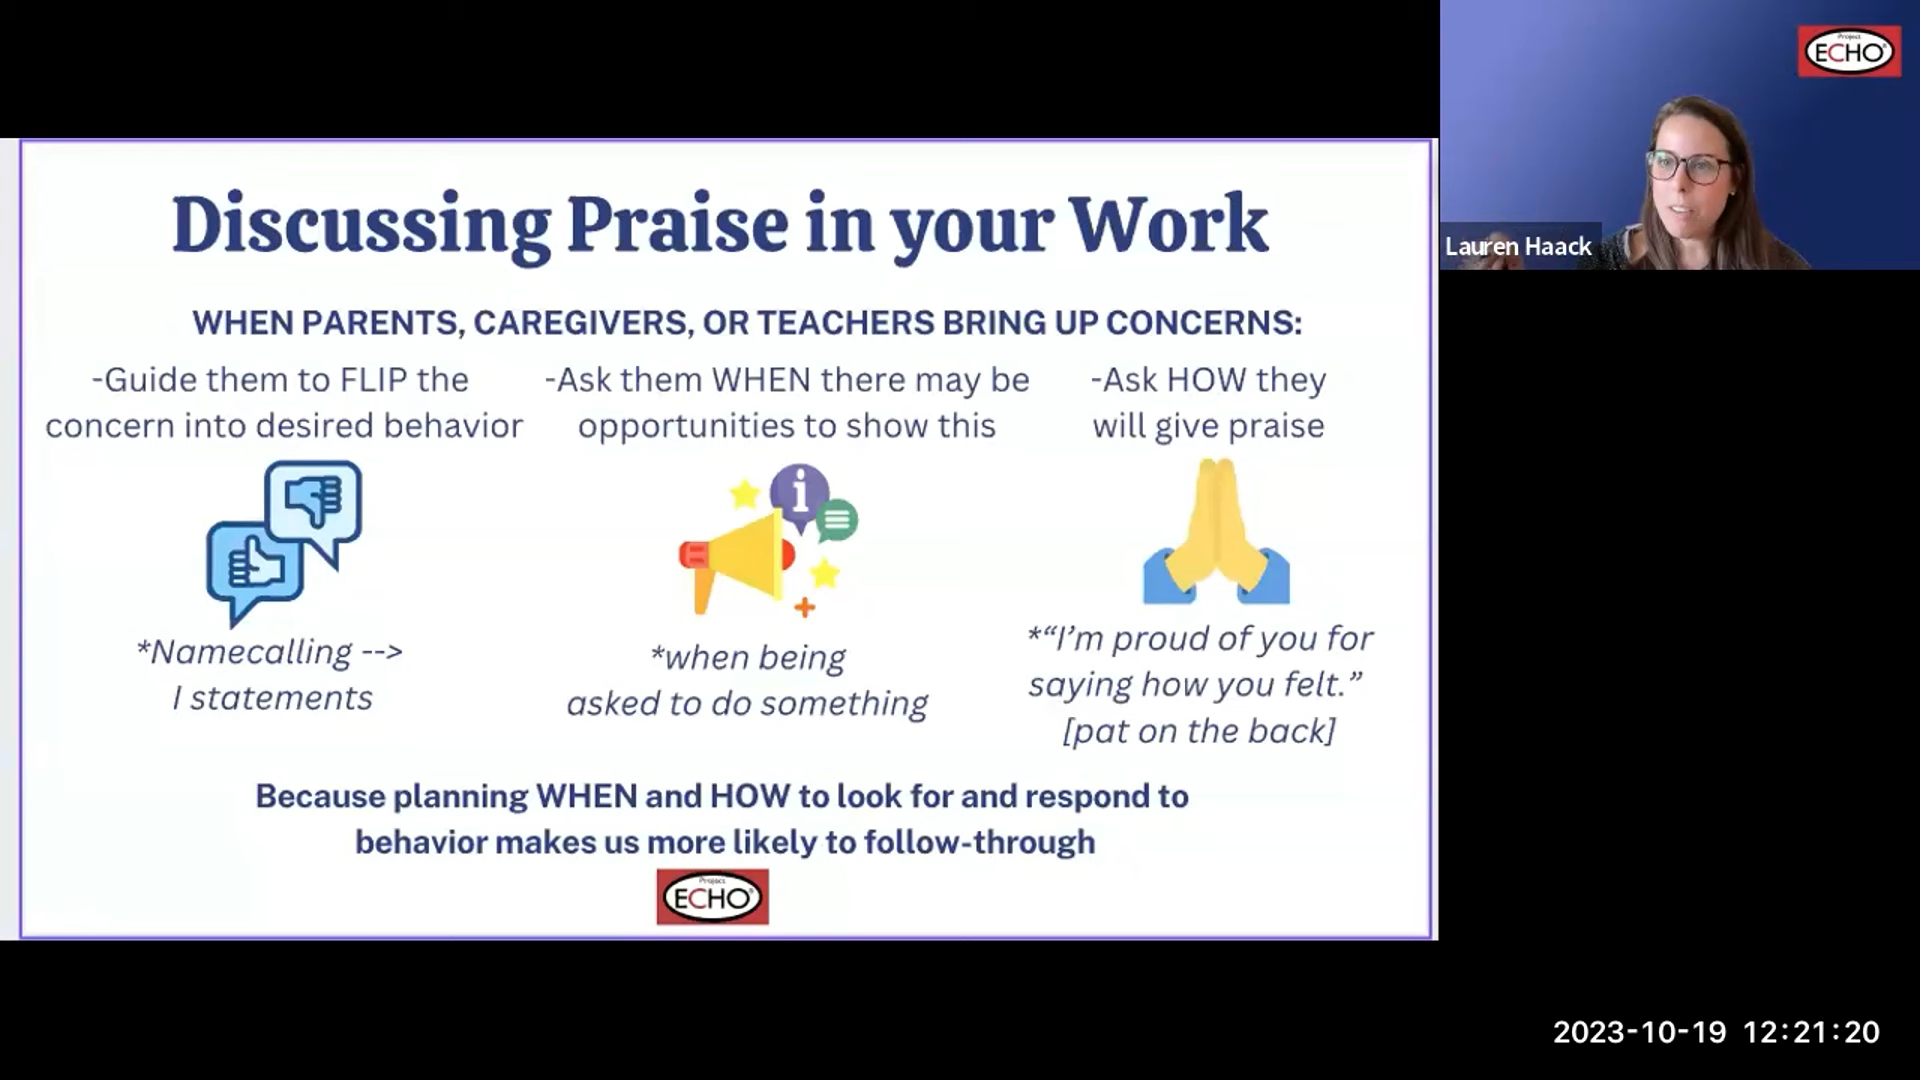 Discussing Praise in your Work
WHEN PARENTS, CAREGIVERS, OR TEACHERS BRING UP CONCERNS:
-Guide them to FLIP the
concern into desired behavior
*Namecalling -->
I statements
-Ask them WHEN there may be
opportunities to show this
i
*when being
asked to do something
-Ask HOW they
will give praise
*“I’m proud of you for
saying how you felt.”
[pat on the back]
Because planning WHEN and HOW to look for and respond to
behavior makes us more likely to follow-through
Project
ECHO®
Project
ECHO®
Lauren Haack
2023-10-19 12:21:20